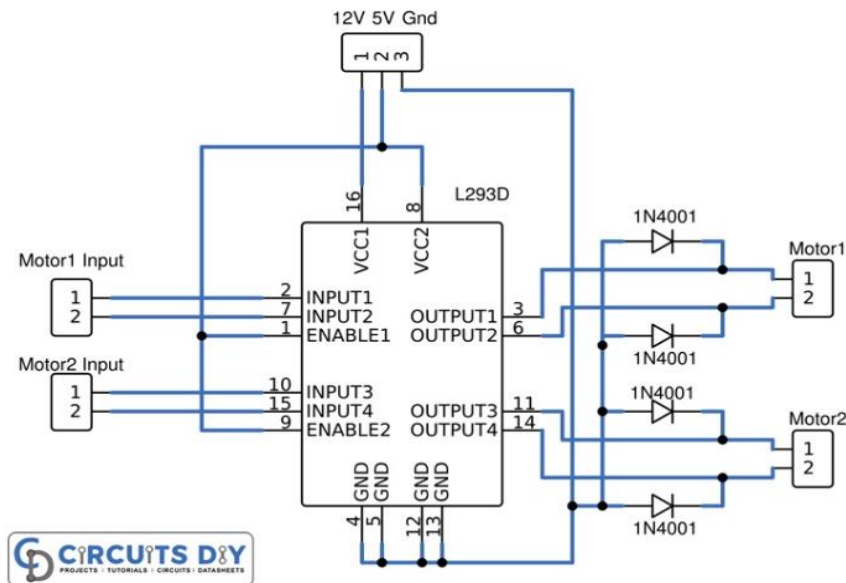 12V 5V Gnd
1 2 3
L293D
16 8
VCC1 VCC2
1N4001
Motor1
1
2
Motor1 Input
1
2
2 INPUT1
7 INPUT2
1 ENABLE1
OUTPUT1 3
OUTPUT2 6
1N4001
Motor2 Input
1
2
10 INPUT3
15 INPUT4
9 ENABLE2
OUTPUT3 11
OUTPUT4 14
1N4001
Motor2
1
2
GND GND GND GND
4 5 12 13
1N4001
CD CiRCUiTS DiY
PROJECTS | TUTORIALS | CIRCUITS | DATASHEETS